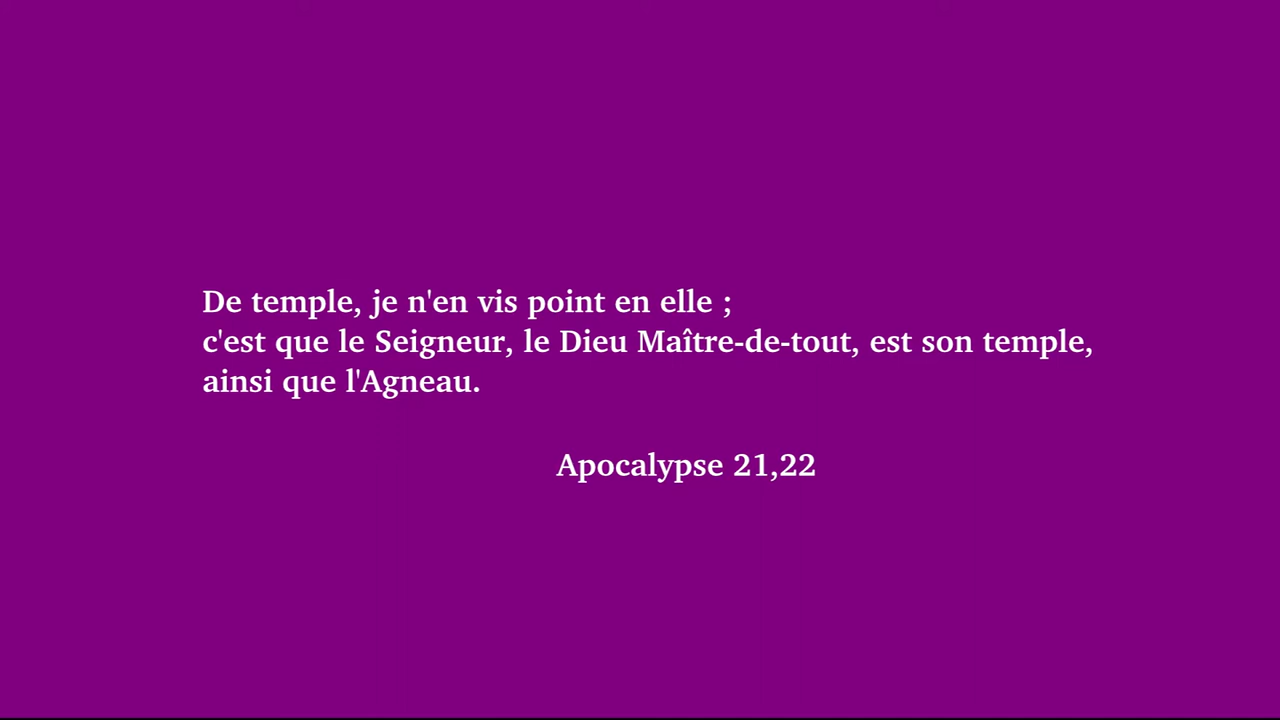 De temple, je n'en vis point en elle ;
c'est que le Seigneur, le Dieu Maître-de-tout, est son temple,
ainsi que l'Agneau.
Apocalypse 21,22